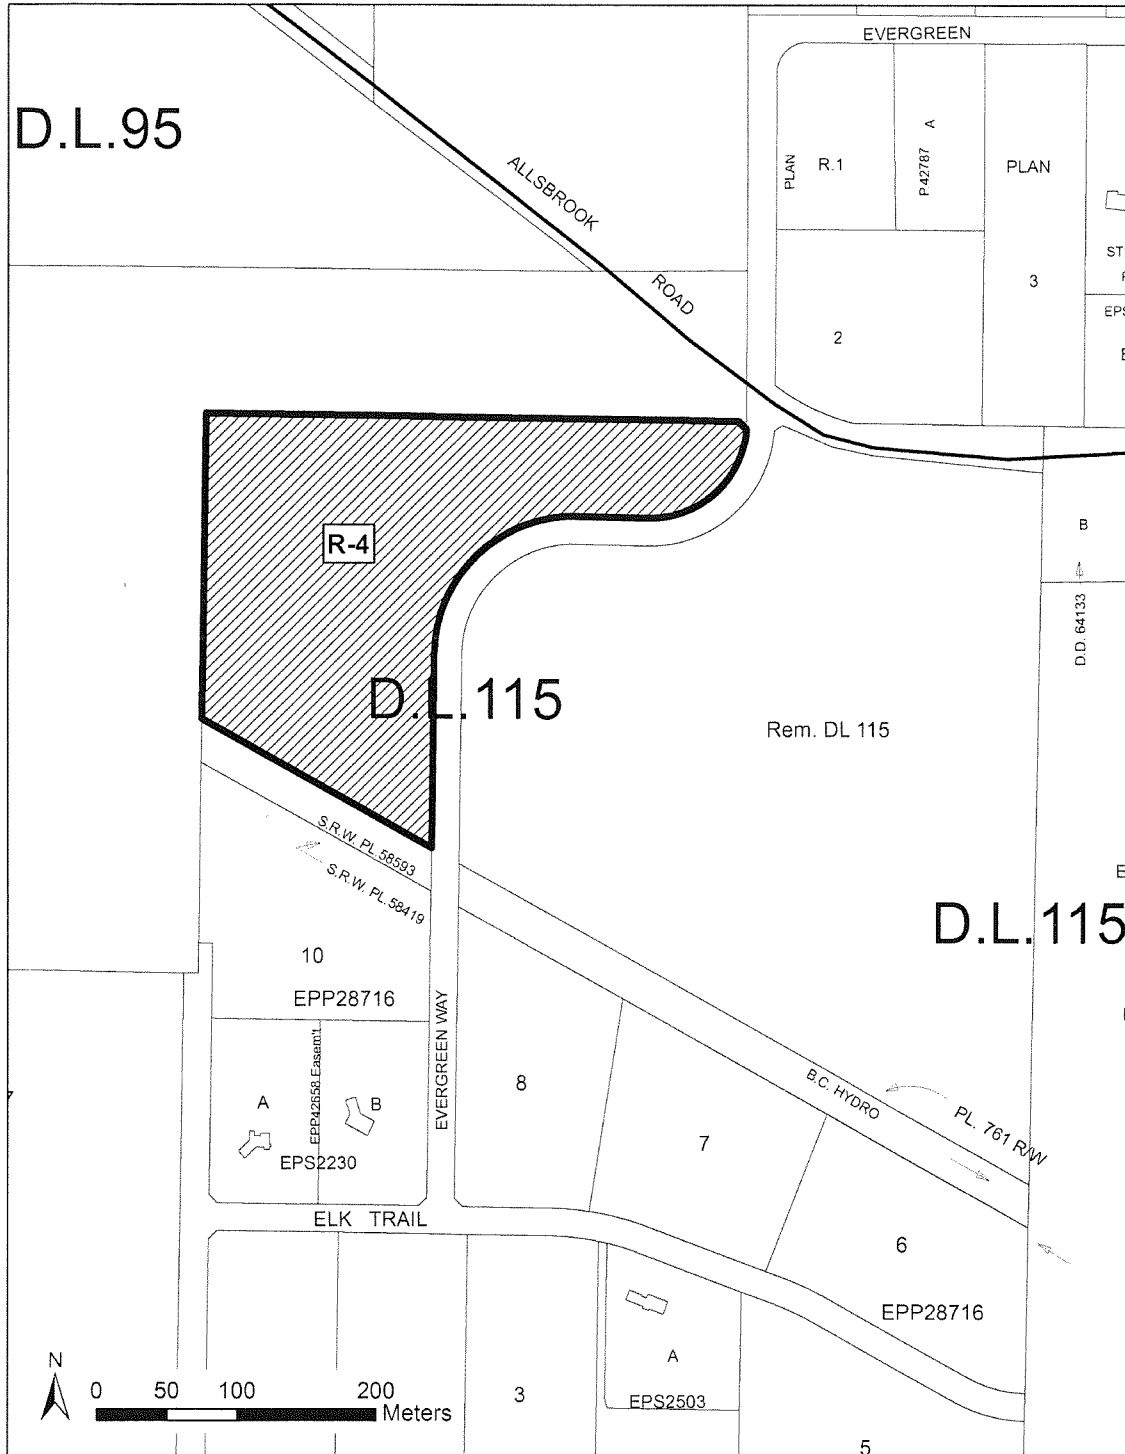 EVERGREEN
D.L.95
ALLSBROOK
ROAD
PLAN
R.1
P.42787
A
PLAN
3
2
R-4
D.L.115
B
D.D. 64133
Rem. DL 115
S.R.W. PL.58593
S.R.W. PL.58419
D.L.115
10
EPP28716
EVERGREEN WAY
8
B.C. HYDRO
PL. 761 R/W
A
EPP42658 Easem't
B
EPS2230
7
ELK TRAIL
6
EPP28716
A
EPS2503
3
5
N
0 50 100 200
Meters